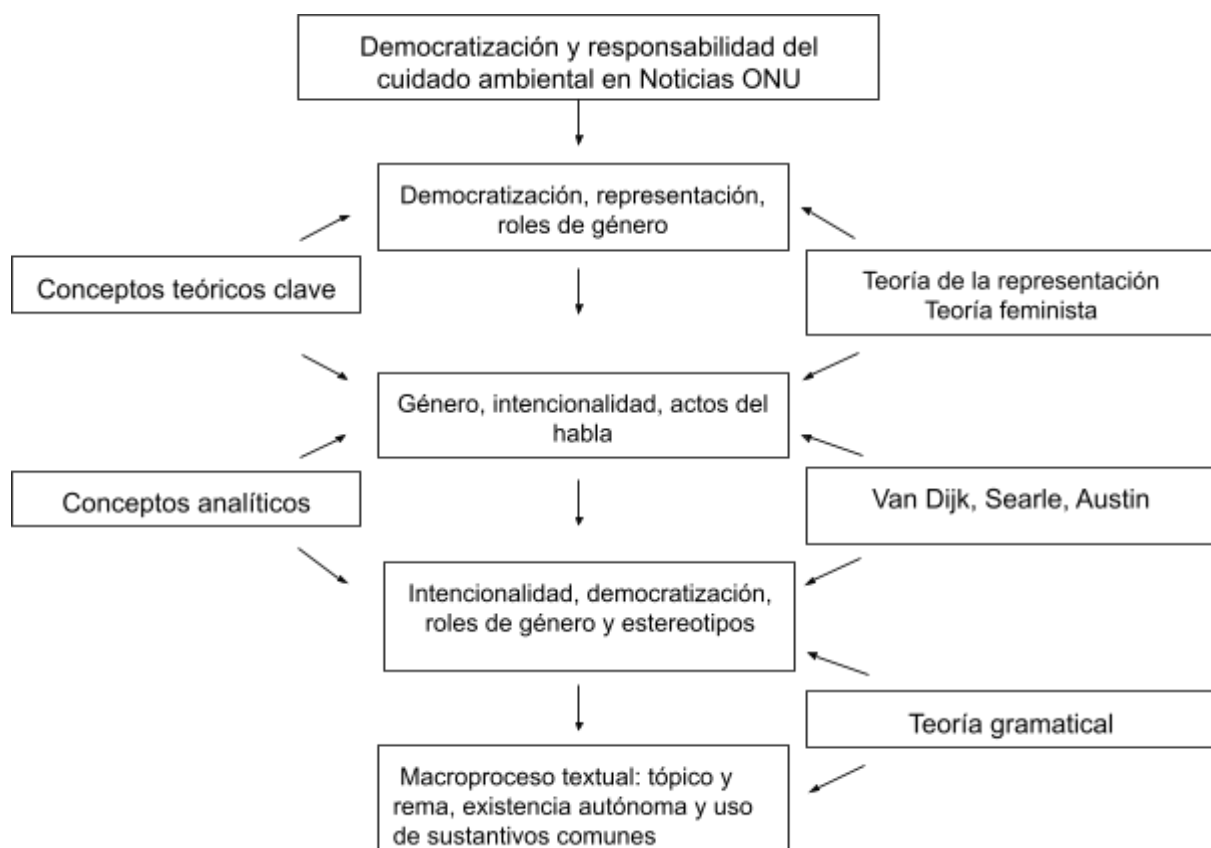 Democratización y responsabilidad del
cuidado ambiental en Noticias ONU
Democratización, representación,
roles de género
Conceptos teóricos clave
Teoría de la representación
Teoría feminista
Género, intencionalidad, actos del
habla
Conceptos analíticos
Van Dijk, Searle, Austin
Intencionalidad, democratización,
roles de género y estereotipos
Teoría gramatical
Macroproceso textual: tópico y
rema, existencia autónoma y uso
de sustantivos comunes